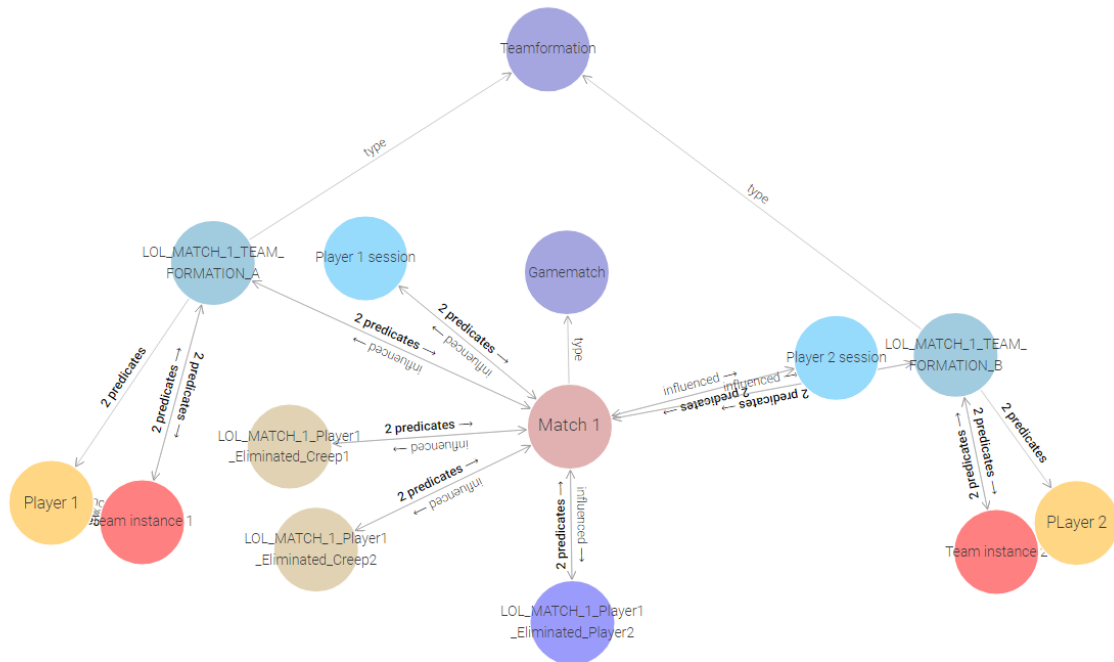 Teamformation
type
type
LOL_MATCH_1_TEAM_
FORMATION_A
Player 1 session
Gamematch
2 predicates →
influenced →
2 predicates →
influenced →
type
2 predicates
2 predicates →
2 predicates →
influenced →
influenced →
2 predicates →
2 predicates →
Player 2 session
LOL_MATCH_1_TEAM_
FORMATION_B
Match 1
LOL_MATCH_1_Player1
_Eliminated_Creep1
2 predicates →
influenced →
2 predicates →
influenced →
LOL_MATCH_1_Player1
_Eliminated_Creep2
2 predicates →
influenced →
2 predicates →
2 predicates →
2 predicates
Player 1
Team instance 1
Team instance 2
PLayer 2
LOL_MATCH_1_Player1
_Eliminated_Player2